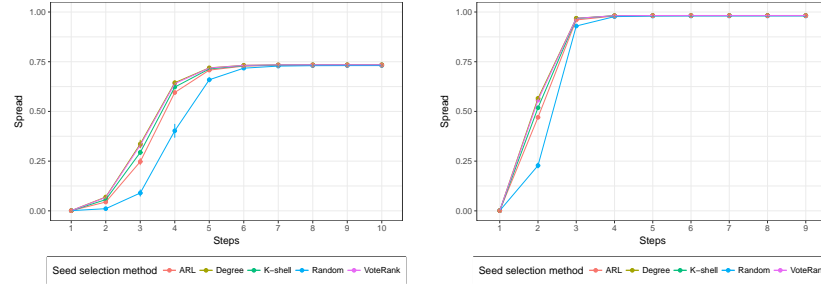 1.00
0.75
0.50
0.25
0.00
Spread
1 2 3 4 5 6 7 8 9 10
Steps
Seed selection method ARL Degree K-shell Random VoteRank
1.00
0.75
0.50
0.25
0.00
Spread
1 2 3 4 5 6 7 8 9
Steps
Seed selection method ARL Degree K-shell Random VoteRan